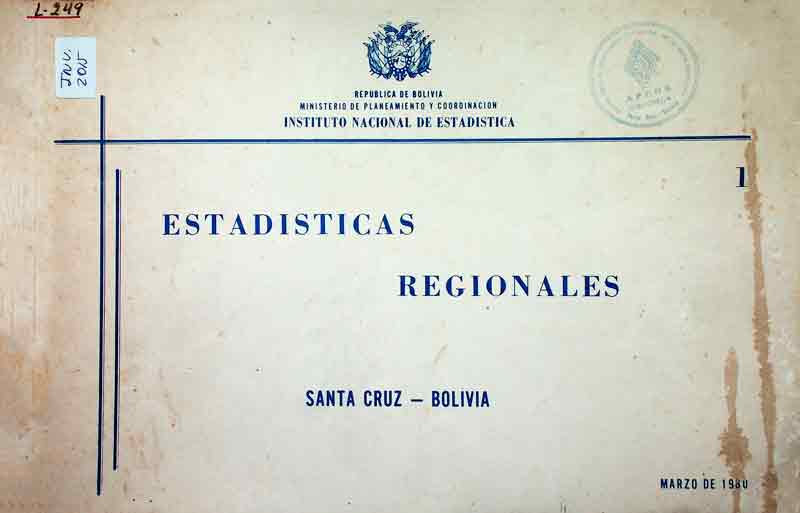 L-249
INV.
2015
REPUBLICA DE BOLIVIA
MINISTERIO DE PLANEAMIENTO Y COORDINACION
INSTITUTO NACIONAL DE ESTADISTICA
1
ESTADISTICAS
REGIONALES
SANTA CRUZ — BOLIVIA
MARZO DE 1980